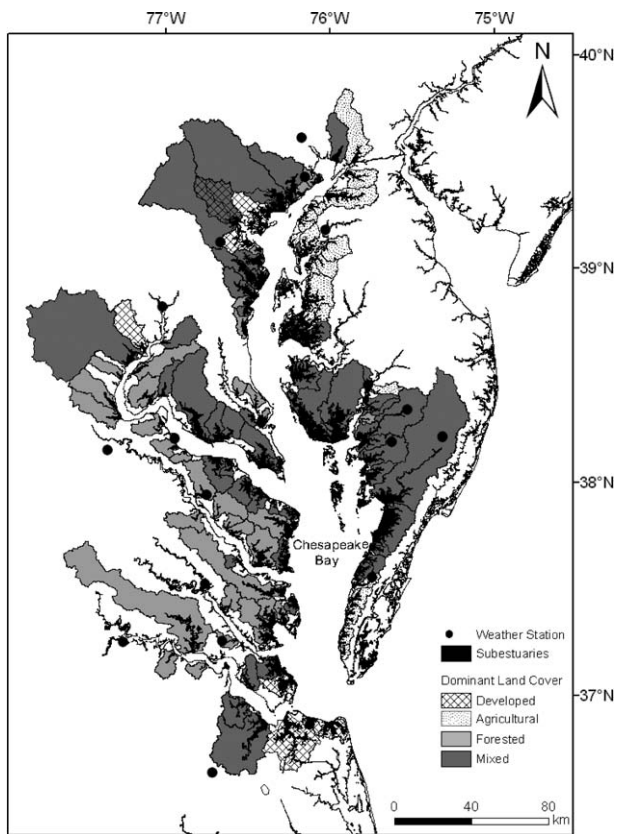 77°W 76°W 75°W
40°N
N
39°N
38°N
Chesapeake
Bay
Weather Station
Subestuaries
Dominant Land Cover
37°N
Developed
Agricultural
Forested
Mixed
0 40 80
km